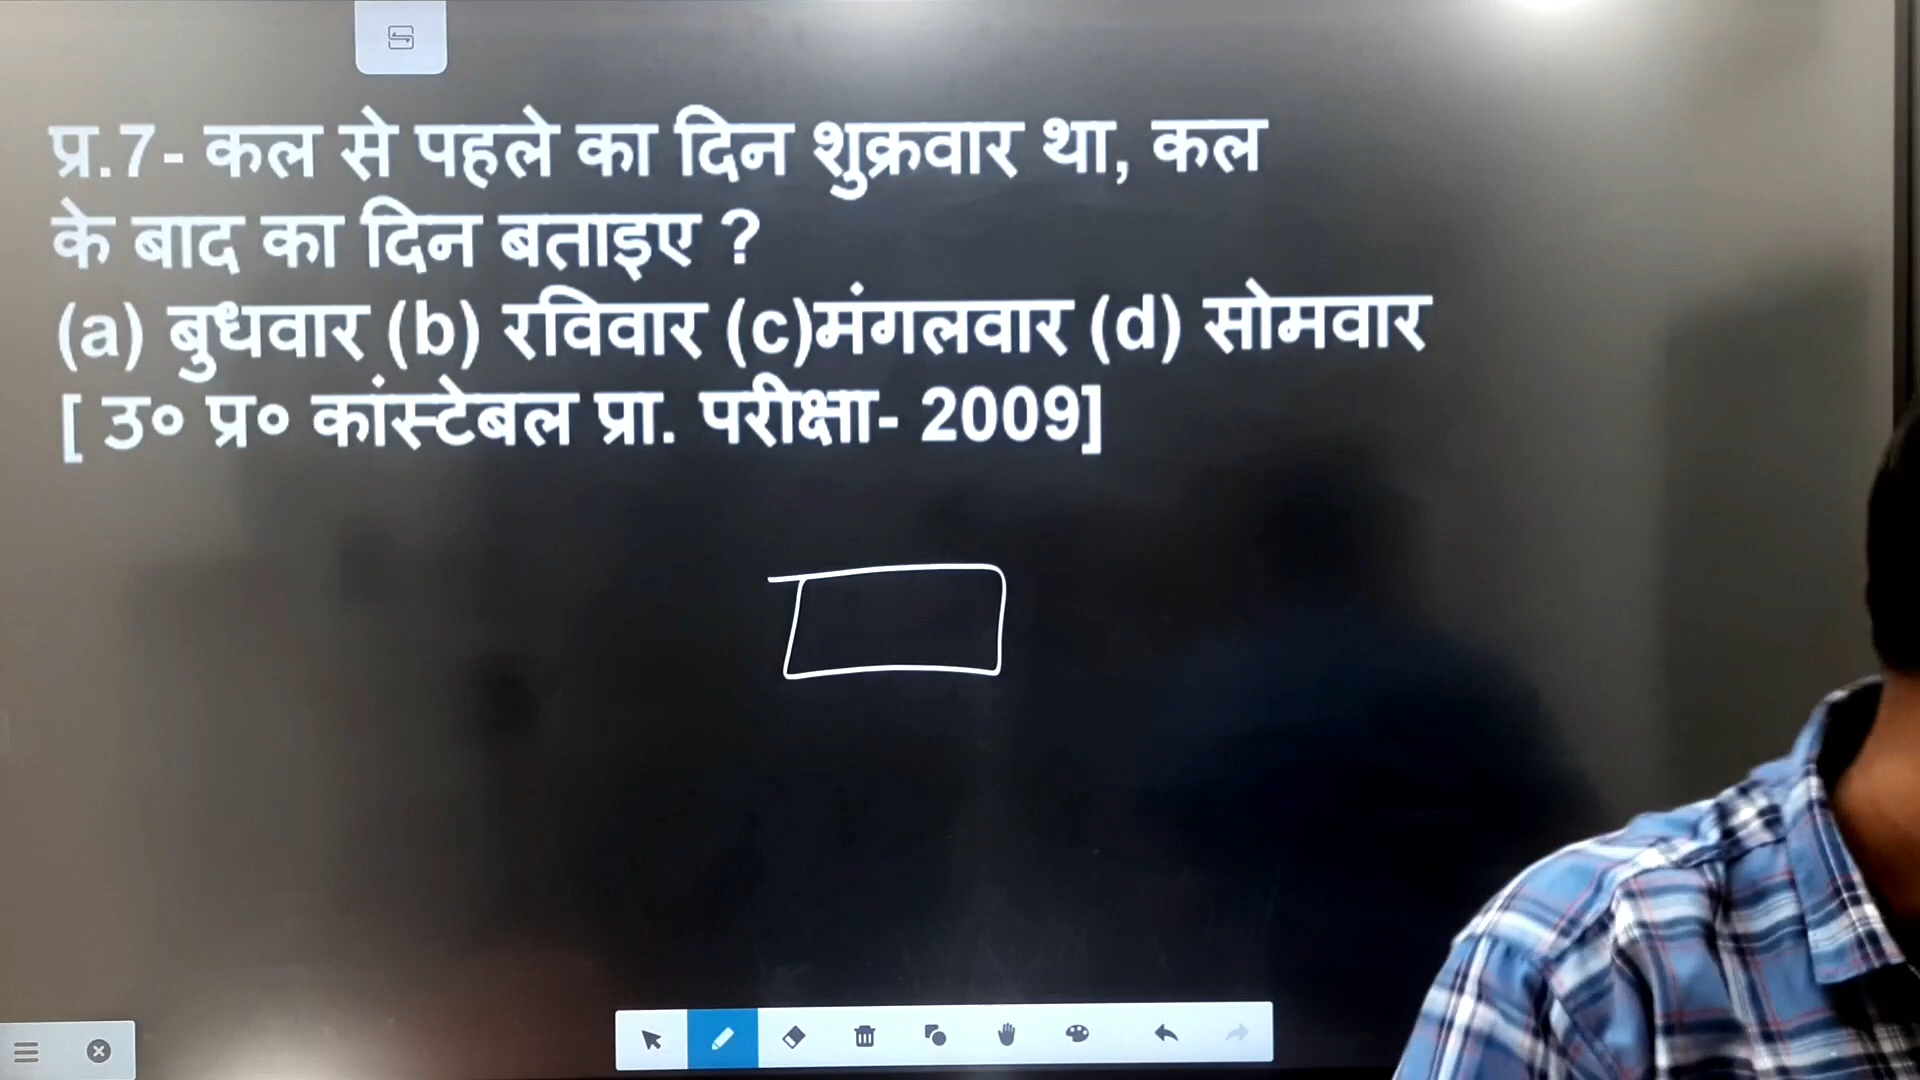 प्र.7- कल से पहले का दिन शुक्रवार था, कल
के बाद का दिन बताइए ?
(a) बुधवार (b) रविवार (c)मंगलवार (d) सोमवार
[ उ० प्र० कांस्टेबल प्रा. परीक्षा- 2009]